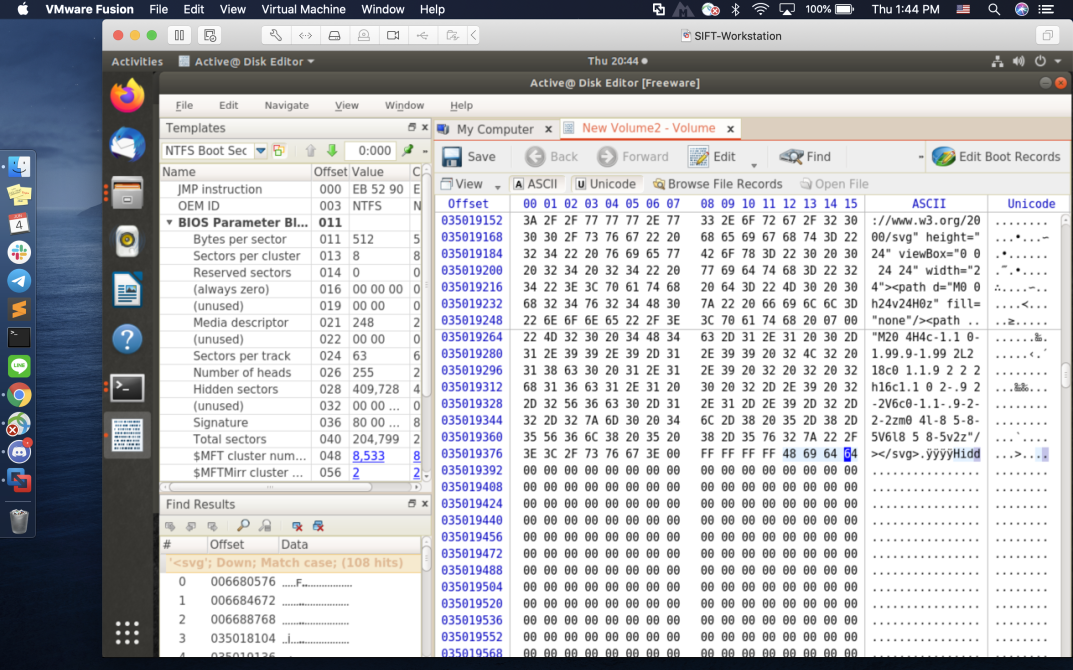 VMware Fusion File Edit View Virtual Machine Window Help 100% Thu 1:44 PM
SIFT-Workstation
Activities Active@ Disk Editor Thu 20:44
Active@ Disk Editor [Freeware]
File Edit Navigate View Window Help
Templates
NTFS Boot Sec 0:000
Name Offset Value C
JMP instruction 000 EB 52 90 E
OEM ID 003 NTFS N
BIOS Parameter Bl... 011
Bytes per sector 011 512 5
Sectors per cluster 013 8 8
Reserved sectors 014 0 0
(always zero) 016 00 00 00 0
(unused) 019 00 00 0
Media descriptor 021 248 2
(unused) 022 00 00 0
Sectors per track 024 63 6
Number of heads 026 255 2
Hidden sectors 028 409,728 4
(unused) 032 00 00 ... 0
Signature 036 80 00 ... 8
Total sectors 040 204,799 2
$MFT cluster num... 048 8,533 8
$MFTMirr cluster ... 056 2 2
Find Results
# Offset Data
'<svg'; Down; Match case; (108 hits)
0 006680576 .....F..................
1 006684672
2 006688768
3 035018104 ..i.....................
4 035019136
My Computer x New Volume2 - Volume x
Save Back Forward Edit Find Edit Boot Records
View A ASCII U Unicode Browse File Records Open File
Offset 00 01 02 03 04 05 06 07 08 09 10 11 12 13 14 15 ASCII Unicode
035019152 3A 2F 2F 77 77 77 2E 77 33 2E 6F 72 67 2F 32 30 ://www.w3.org/20 ........
035019168 30 30 2F 73 76 67 22 20 68 65 69 67 68 74 3D 22 00/svg" height="
035019184 32 34 22 20 76 69 65 77 42 6F 78 3D 22 30 20 30 24" viewBox="0 0
035019200 20 32 34 20 32 34 22 20 77 69 64 74 68 3D 22 32 24 24" width="2
035019216 34 22 3E 3C 70 61 74 68 20 64 3D 22 4D 30 20 30 4"><path d="M0 0
035019232 68 32 34 76 32 34 48 30 7A 22 20 66 69 6C 6C 3D h24v24H0z" fill=
035019248 22 6E 6F 6E 65 22 2F 3E 3C 70 61 74 68 20 07 00 "none"/><path ..
035019264 22 4D 32 30 20 34 48 34 63 2D 31 2E 31 20 30 2D "M20 4H4c-1.1 0-
035019280 31 2E 39 39 2E 39 2D 31 2E 39 39 20 32 4C 32 20 1.99.9-1.99 2L2
035019296 31 38 63 30 20 31 2E 31 2E 39 20 32 20 32 20 32 18c0 1.1.9 2 2 2
035019312 68 31 36 63 31 2E 31 20 30 20 32 2D 2E 39 20 32 h16c1.1 0 2-.9 2
035019328 2D 32 56 36 63 30 2D 31 2E 31 2D 2E 39 2D 32 2D -2V6c0-1.1-.9-2-
035019344 32 2D 32 7A 6D 30 20 34 6C 2D 38 20 35 2D 38 2D 2-2zm0 4l-8 5-8-
035019360 35 56 36 6C 38 20 35 20 38 2D 35 76 32 7A 22 2F 5V6l8 5 8-5v2z"/
035019376 3E 3C 2F 73 76 67 3E 00 FF FF FF FF 48 69 64 64 ></svg>.ÿÿÿÿHidd
035019392 00 00 00 00 00 00 00 00 00 00 00 00 00 00 00 00 ................ ........
035019408 00 00 00 00 00 00 00 00 00 00 00 00 00 00 00 00 ................ ........
035019424 00 00 00 00 00 00 00 00 00 00 00 00 00 00 00 00 ................ ........
035019440 00 00 00 00 00 00 00 00 00 00 00 00 00 00 00 00 ................ ........
035019456 00 00 00 00 00 00 00 00 00 00 00 00 00 00 00 00 ................ ........
035019472 00 00 00 00 00 00 00 00 00 00 00 00 00 00 00 00 ................ ........
035019488 00 00 00 00 00 00 00 00 00 00 00 00 00 00 00 00 ................ ........
035019504 00 00 00 00 00 00 00 00 00 00 00 00 00 00 00 00 ................ ........
035019520 00 00 00 00 00 00 00 00 00 00 00 00 00 00 00 00 ................ ........
035019536 00 00 00 00 00 00 00 00 00 00 00 00 00 00 00 00 ................ ........
035019552 00 00 00 00 00 00 00 00 00 00 00 00 00 00 00 00 ................ ........
035019568 00 00 00 00 00 00 00 00 00 00 00 00 00 00 00 00 ................ ........